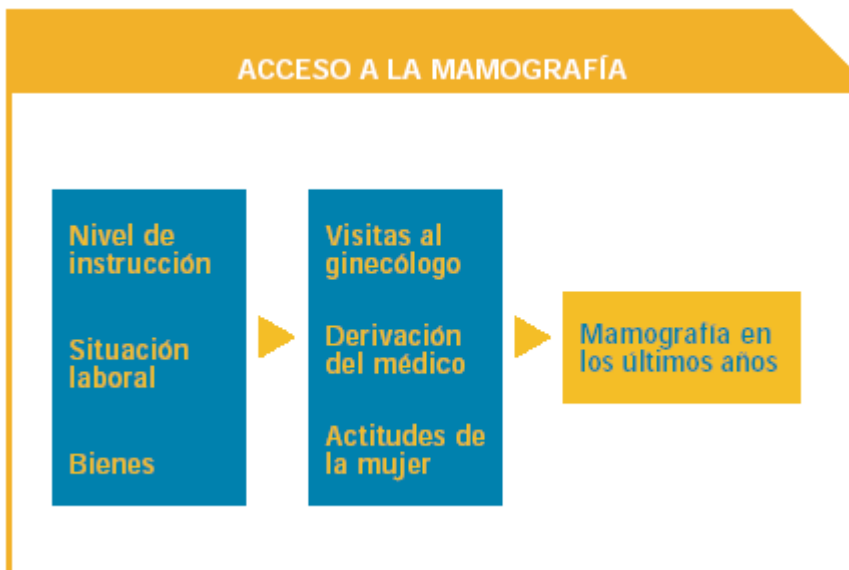 ACCESO A LA MAMOGRAFÍA
Nivel de
instrucción
Situación
laboral
Bienes
Visitas al
ginecólogo
Derivación
del médico
Actitudes de
la mujer
Mamografía en
los últimos años